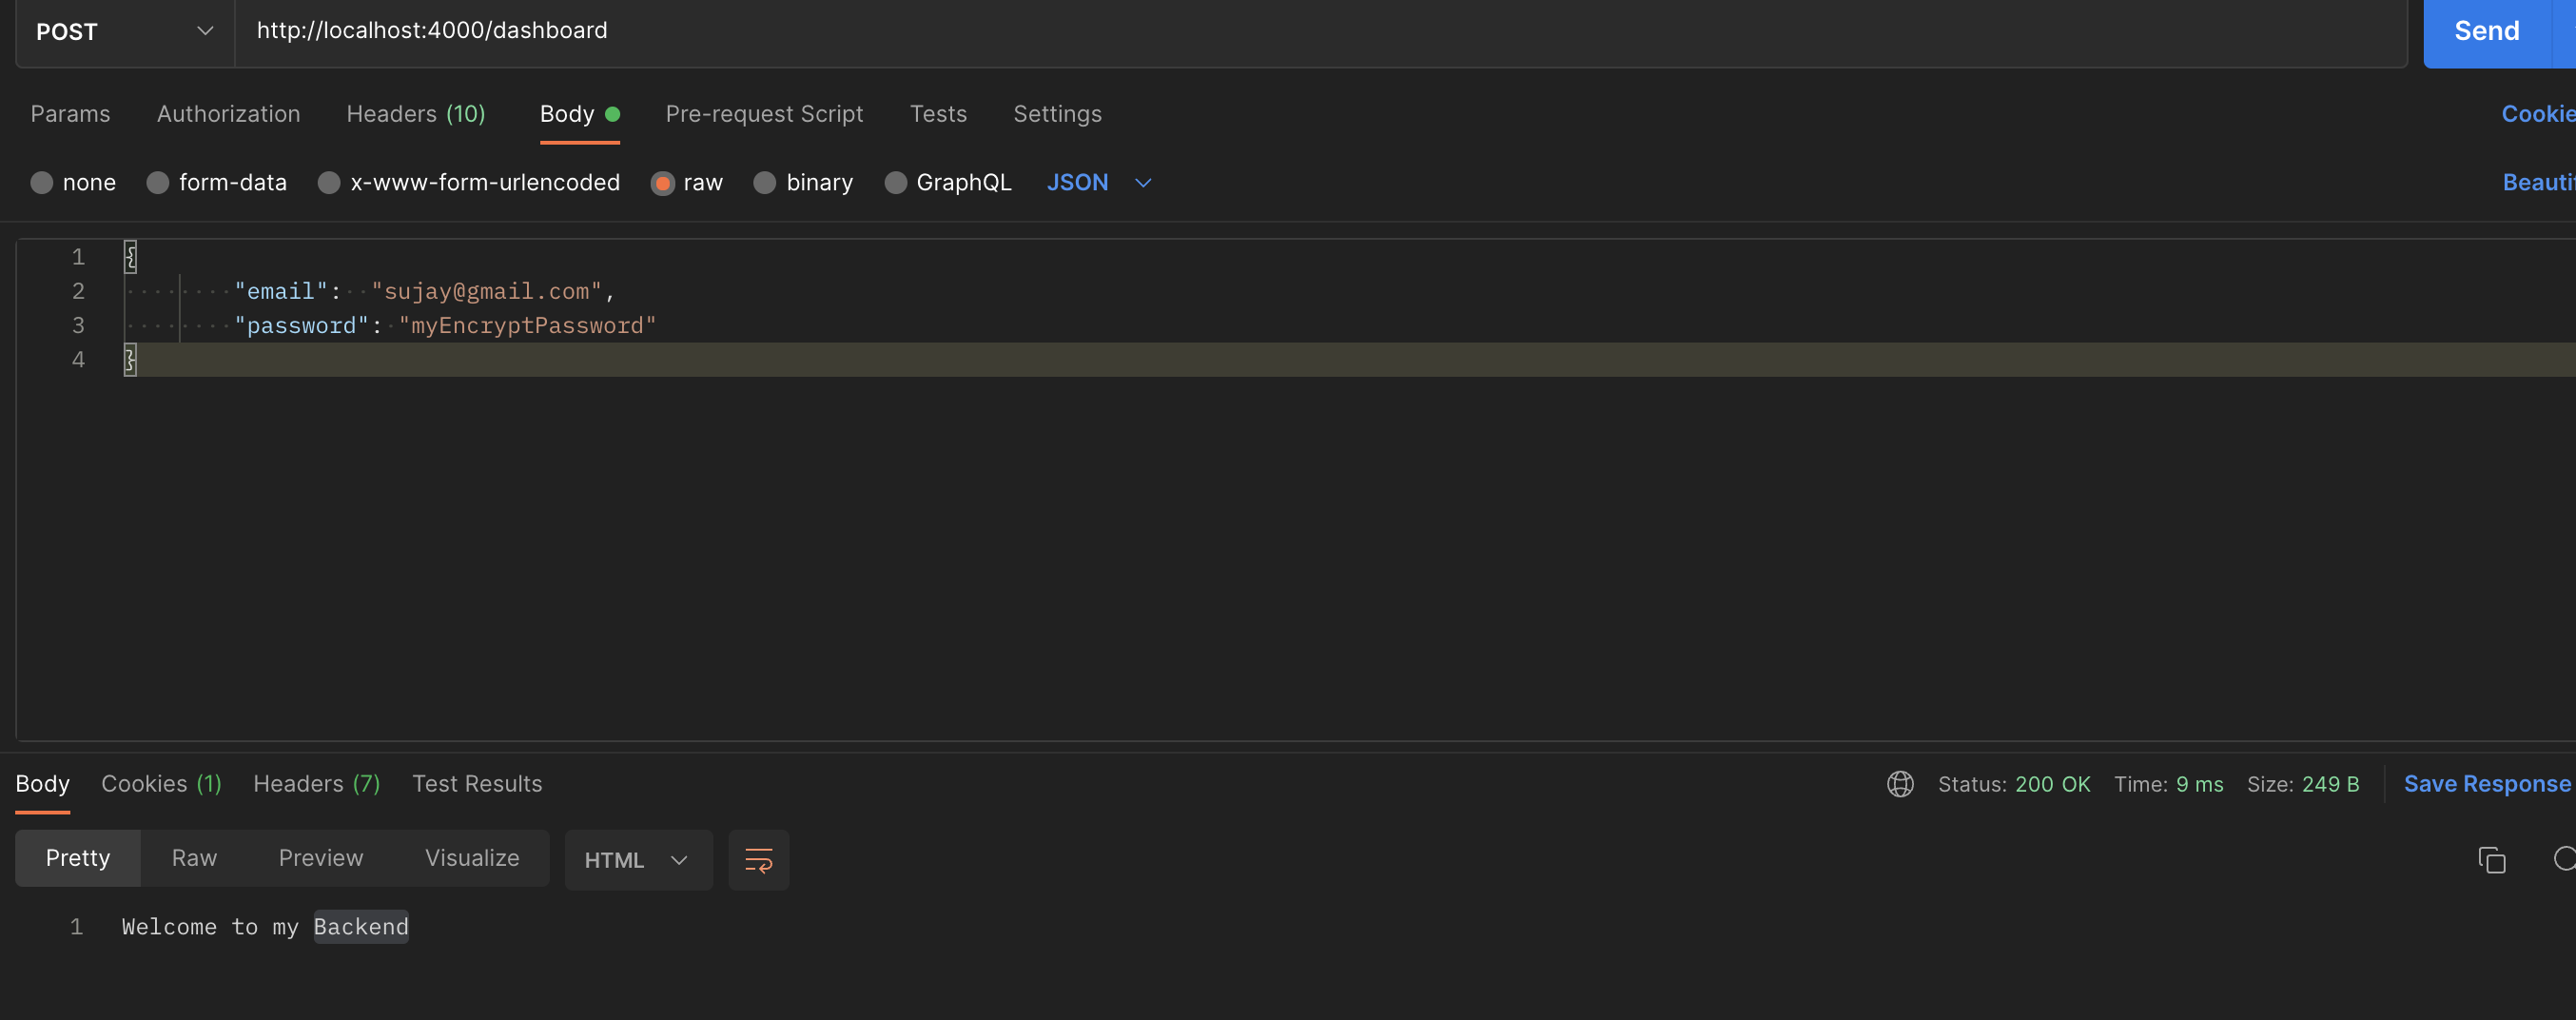 POST http://localhost:4000/dashboard Send
Params Authorization Headers (10) Body Pre-request Script Tests Settings Cookie
none form-data x-www-form-urlencoded raw binary GraphQL JSON Beautif
1 {
2 "email": "sujay@gmail.com",
3 "password": "myEncryptPassword"
4 }
Body Cookies (1) Headers (7) Test Results Status: 200 OK Time: 9 ms Size: 249 B Save Response
Pretty Raw Preview Visualize HTML
1 Welcome to my Backend